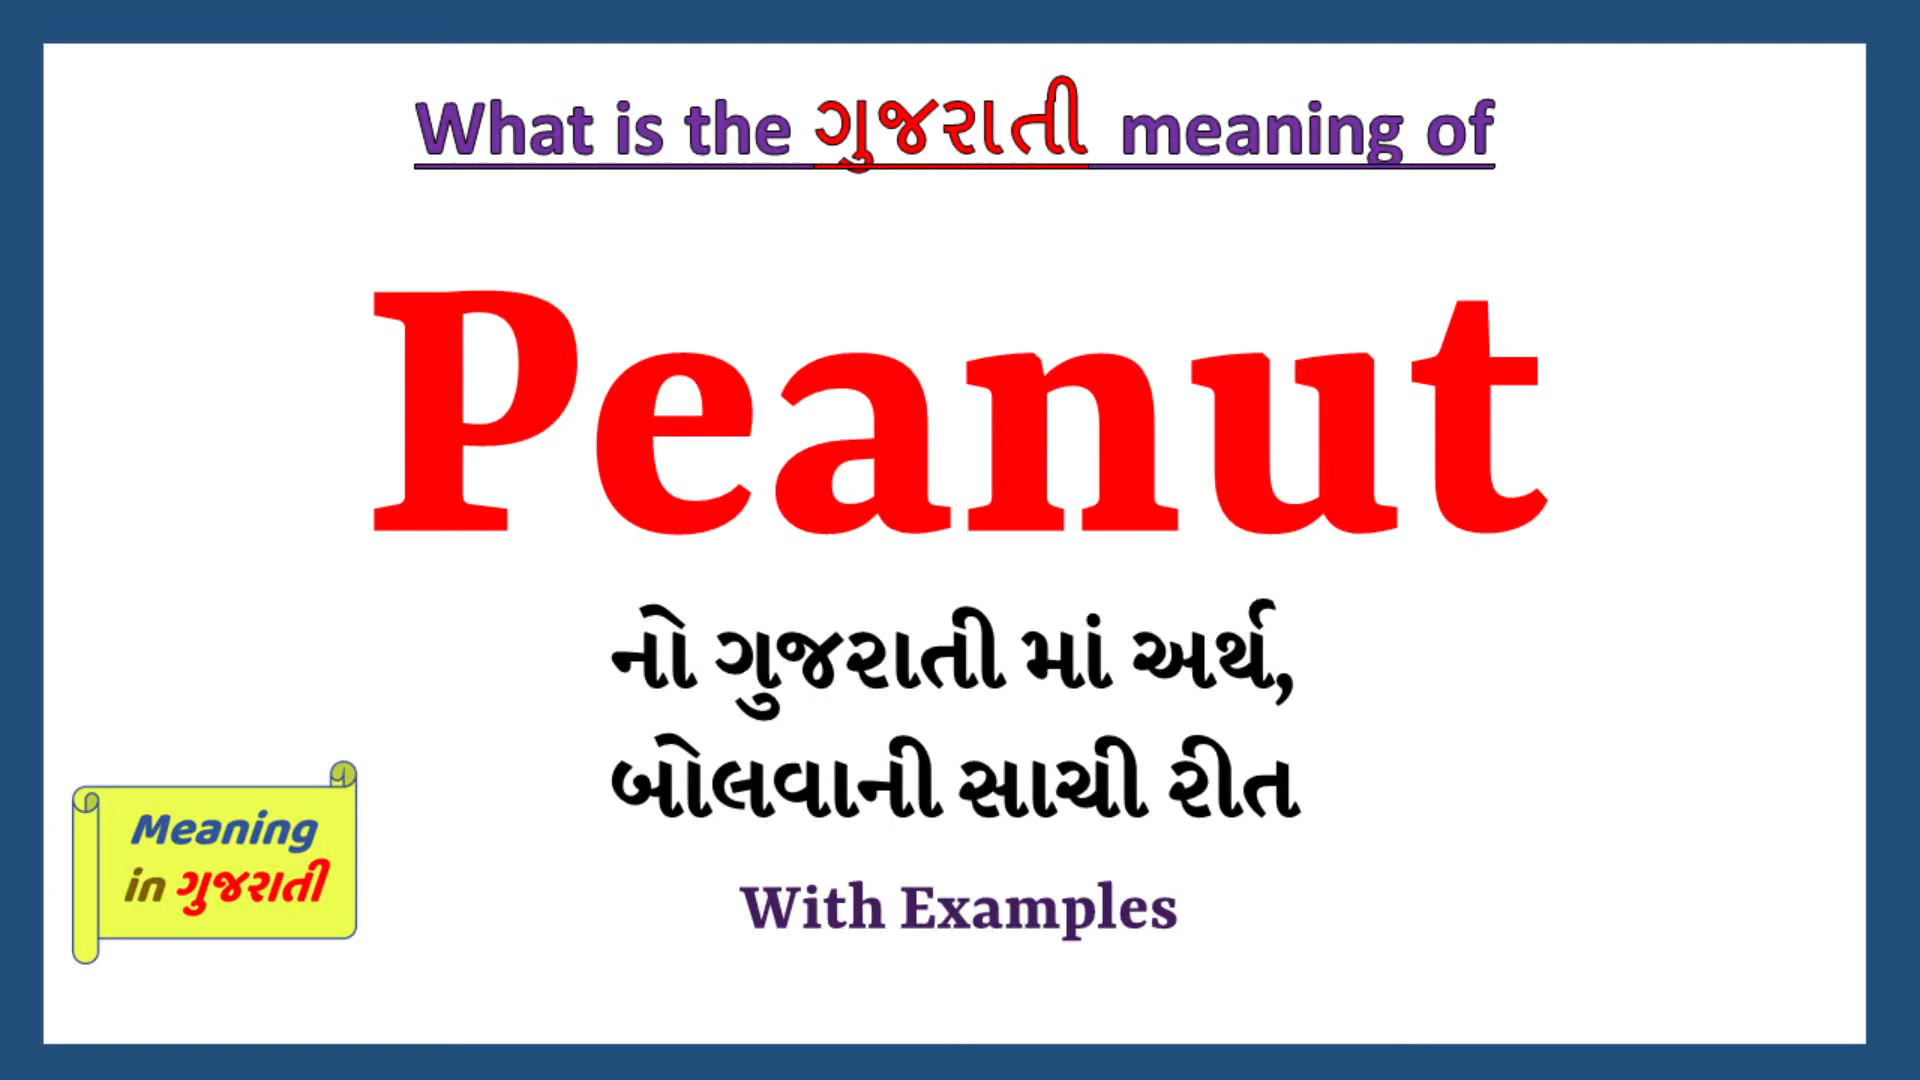 What is the ગુજરાતી meaning of
Peanut
નો ગુજરાતી માં અર્થ,
બોલવાની સાચી રીત
Meaning
in ગુજરાતી
With Examples